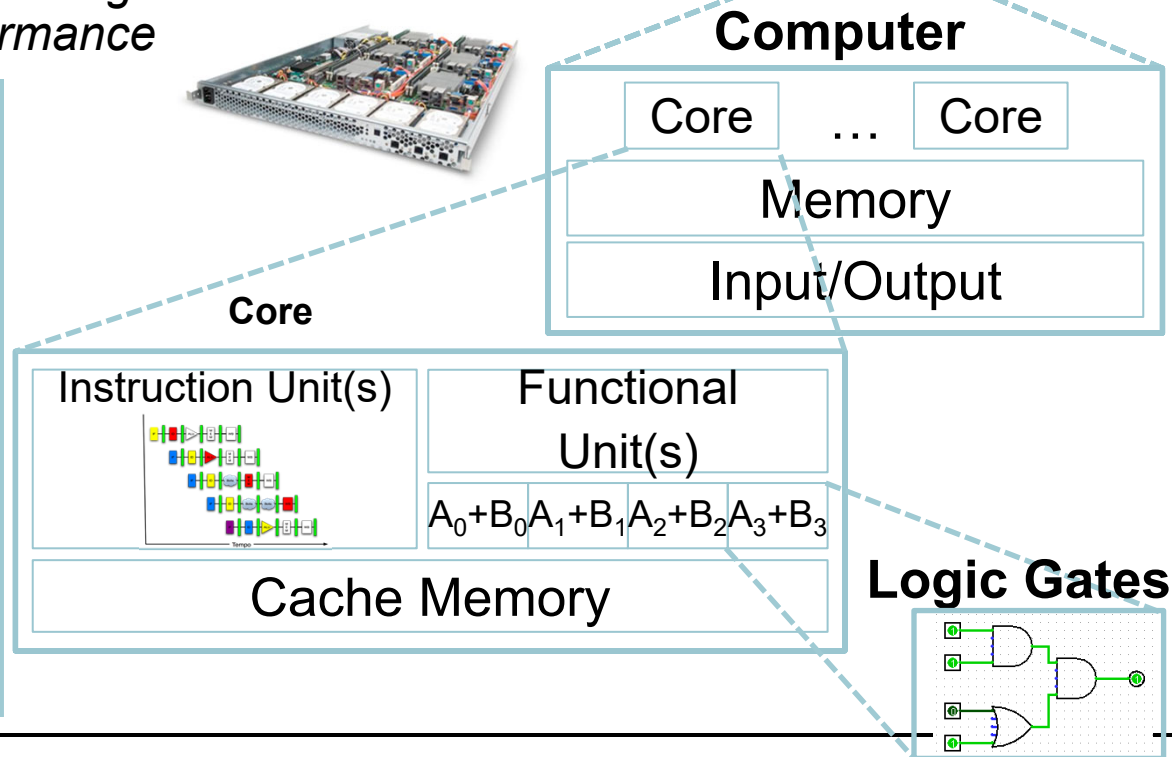 rmance
Computer
Core … Core
Memory
Input/Output
Core
Instruction Unit(s)
Functional
Unit(s)
Tempo
A₀+B₀ A₁+B₁ A₂+B₂ A₃+B₃
Cache Memory
Logic Gates